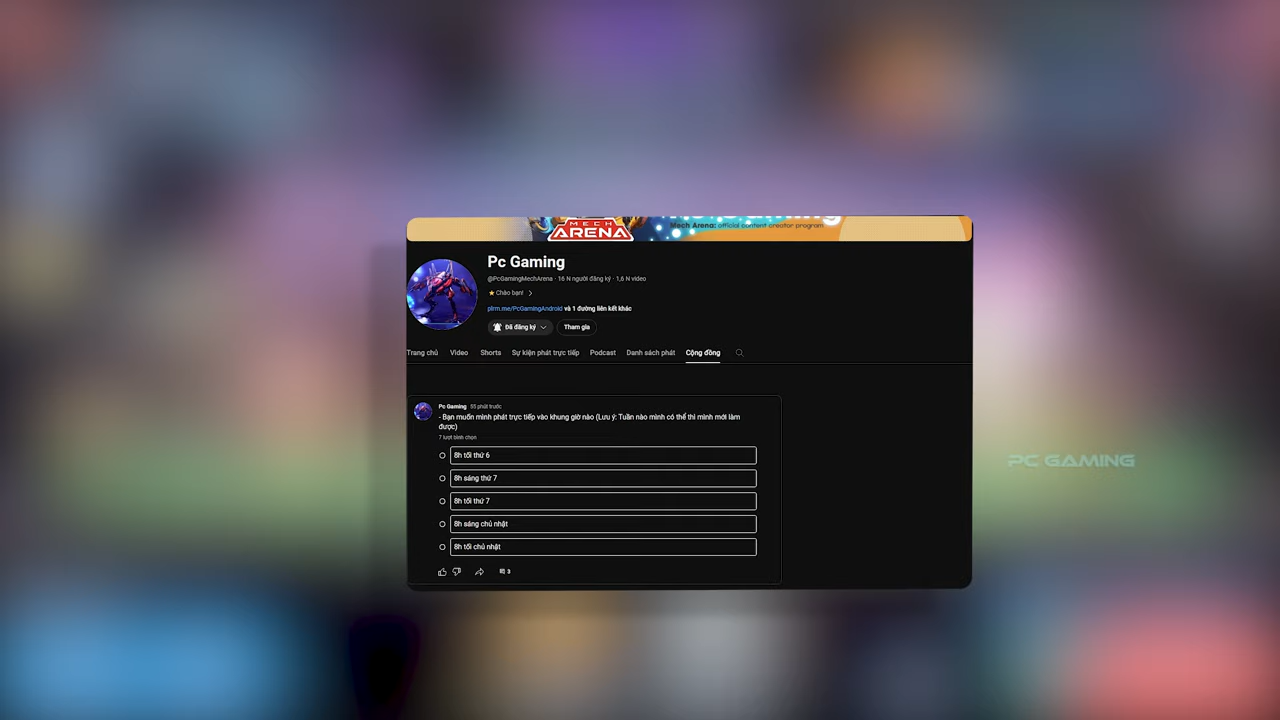 MECH
ARENA
Mech Arena: official content creator program
Pc Gaming
@PcGamingMechArena · 16 N người đăng ký · 1,6 N video
Chào bạn!
plrm.me/PcGamingAndroid và 1 đường liên kết khác
Đã đăng ký
Tham gia
Trang chủ Video Shorts Sự kiện phát trực tiếp Podcast Danh sách phát Cộng đồng
Pc Gaming 55 phút trước
- Bạn muốn mình phát trực tiếp vào khung giờ nào (Lưu ý: Tuần nào mình có thể thì mình mới làm
được)
7 lượt bình chọn
8h tối thứ 6
8h sáng thứ 7
8h tối thứ 7
8h sáng chủ nhật
8h tối chủ nhật
3
PC GAMING